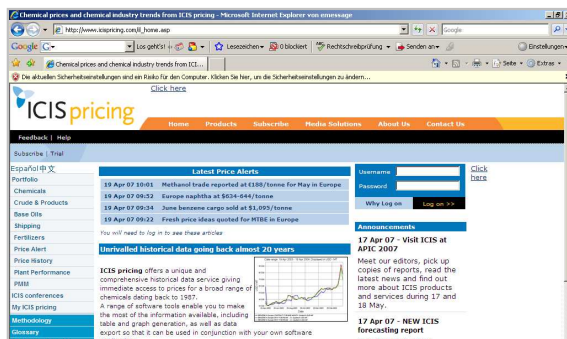 Chemical prices and chemical industry trends from ICIS pricing - Microsoft Internet Explorer von emessage
http://www.icispricing.com/il_home.asp
Google
Google
Los geht's!
Lesezeichen
0 blockiert
Rechtschreibprüfung
Senden an
Einstellungen
Chemical prices and chemical industry trends from ICI...
Seite
Extras
Die aktuellen Sicherheitseinstellungen sind ein Risiko für den Computer. Klicken Sie hier, um die Sicherheitseinstellungen zu ändern...
Click here
ICIS pricing
Home Products Subscribe Media Solutions About Us Contact Us
Feedback | Help
Subscribe | Trial
Español 中文
Portfolio
Chemicals
Crude & Products
Base Oils
Shipping
Fertilizers
Price Alert
Price History
Plant Performance
PMIM
ICIS conferences
My ICIS pricing
Methodology
Glossary
Latest Price Alerts
19 Apr 07 10:01 Methanol trade reported at €188/tonne for May in Europe
19 Apr 07 09:52 Europe naphtha at $634-644/tonne
19 Apr 07 09:34 June benzene cargo sold at $1,095/tonne
19 Apr 07 09:22 Fresh price ideas quoted for MTBE in Europe
You will need to log in to see these articles
Unrivalled historical data going back almost 20 years
ICIS pricing offers a unique and
comprehensive historical data service giving
immediate access to prices for a broad range of
chemicals dating back to 1987.
A range of software tools enable you to make
the most of the information available, including
table and graph generation, as well as data
export so that it can be used in conjunction with your own software
Username
Password
Why Log on
Log on >>
Click
here
Announcements
17 Apr 07 - Visit ICIS at
APIC 2007
Meet our editors, pick up
copies of reports, read the
latest news and find out
more about ICIS products
and services during 17 and
18 May.
17 Apr 07 - NEW ICIS
forecasting report